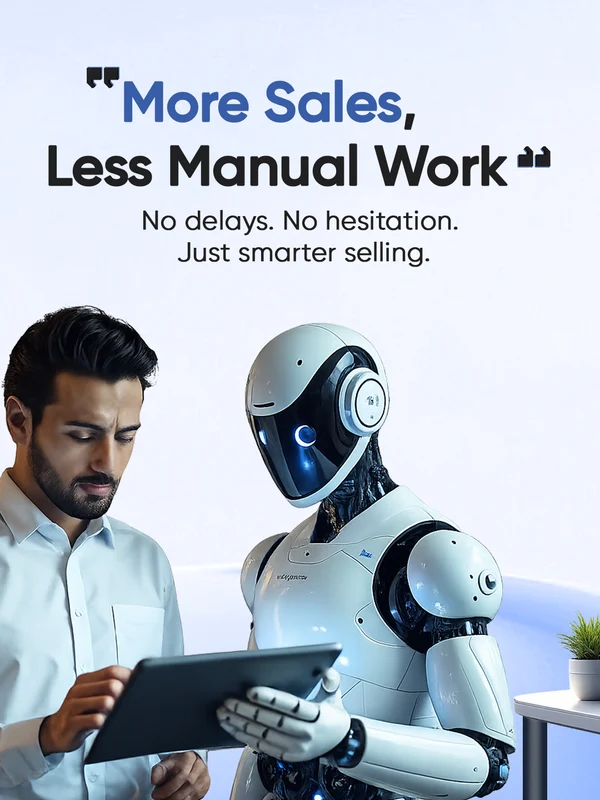 "More Sales,
Less Manual Work"
No delays. No hesitation.
Just smarter selling.